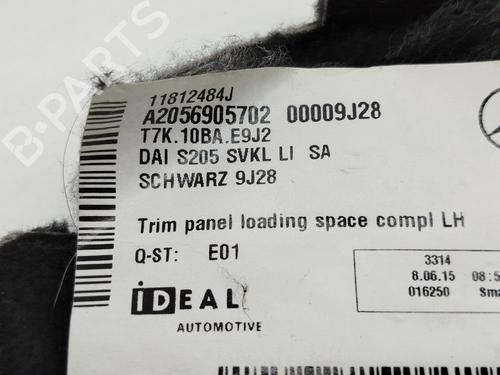 11812484J
A2056905702 00009J28
T7K.10BA.E9J2
DAI S205 SVKL LI SA
SCHWARZ 9J28
Trim panel loading space compl LH
Q-ST: E01
3314
8.06.15
016250
iDEAL
AUTOMOTIVE
B-PARTS